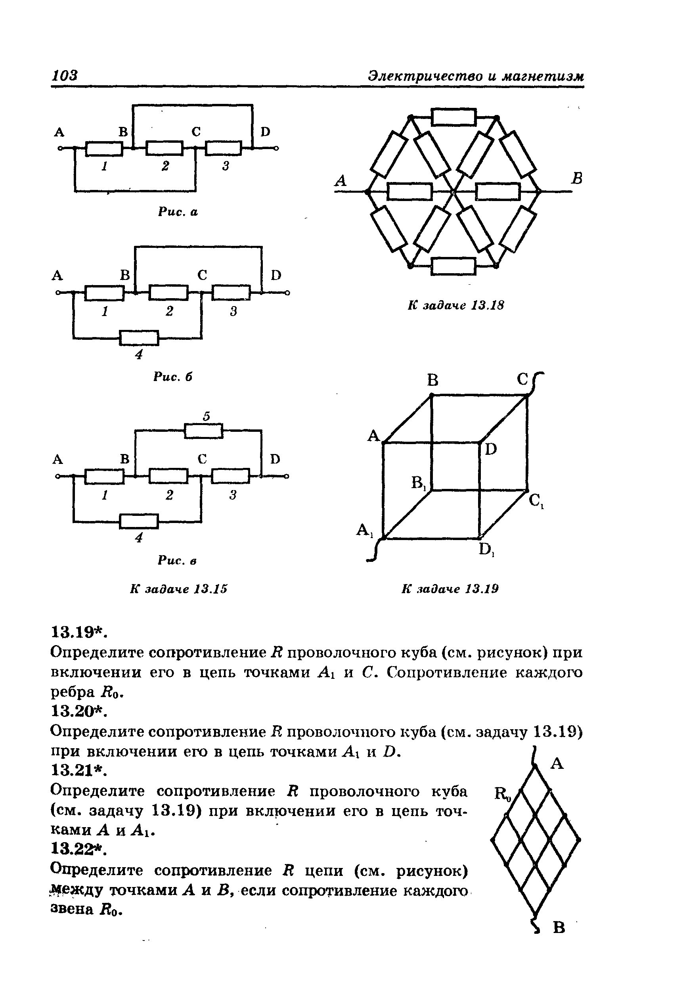 103 Электричество и магнетизм
A B C D
1 2 3
Рис. а
A B C D
1 2 3
4
Рис. б
5
A B C D
1 2 3
4
Рис. в
К задаче 13.15
A B
К задаче 13.18
B C
A D
B₁ C₁
A₁ D₁
К задаче 13.19
13.19*.
Определите сопротивление R проволочного куба (см. рисунок) при
включении его в цепь точками A₁ и C. Сопротивление каждого
ребра R₀.
13.20*.
Определите сопротивление R проволочного куба (см. задачу 13.19)
при включении его в цепь точками A₁ и D.
13.21*.
Определите сопротивление R проволочного куба
(см. задачу 13.19) при включении его в цепь точ-
ками A и A₁.
13.22*.
Определите сопротивление R цепи (см. рисунок)
между точками A и B, если сопротивление каждого
звена R₀.
A
R₀
B